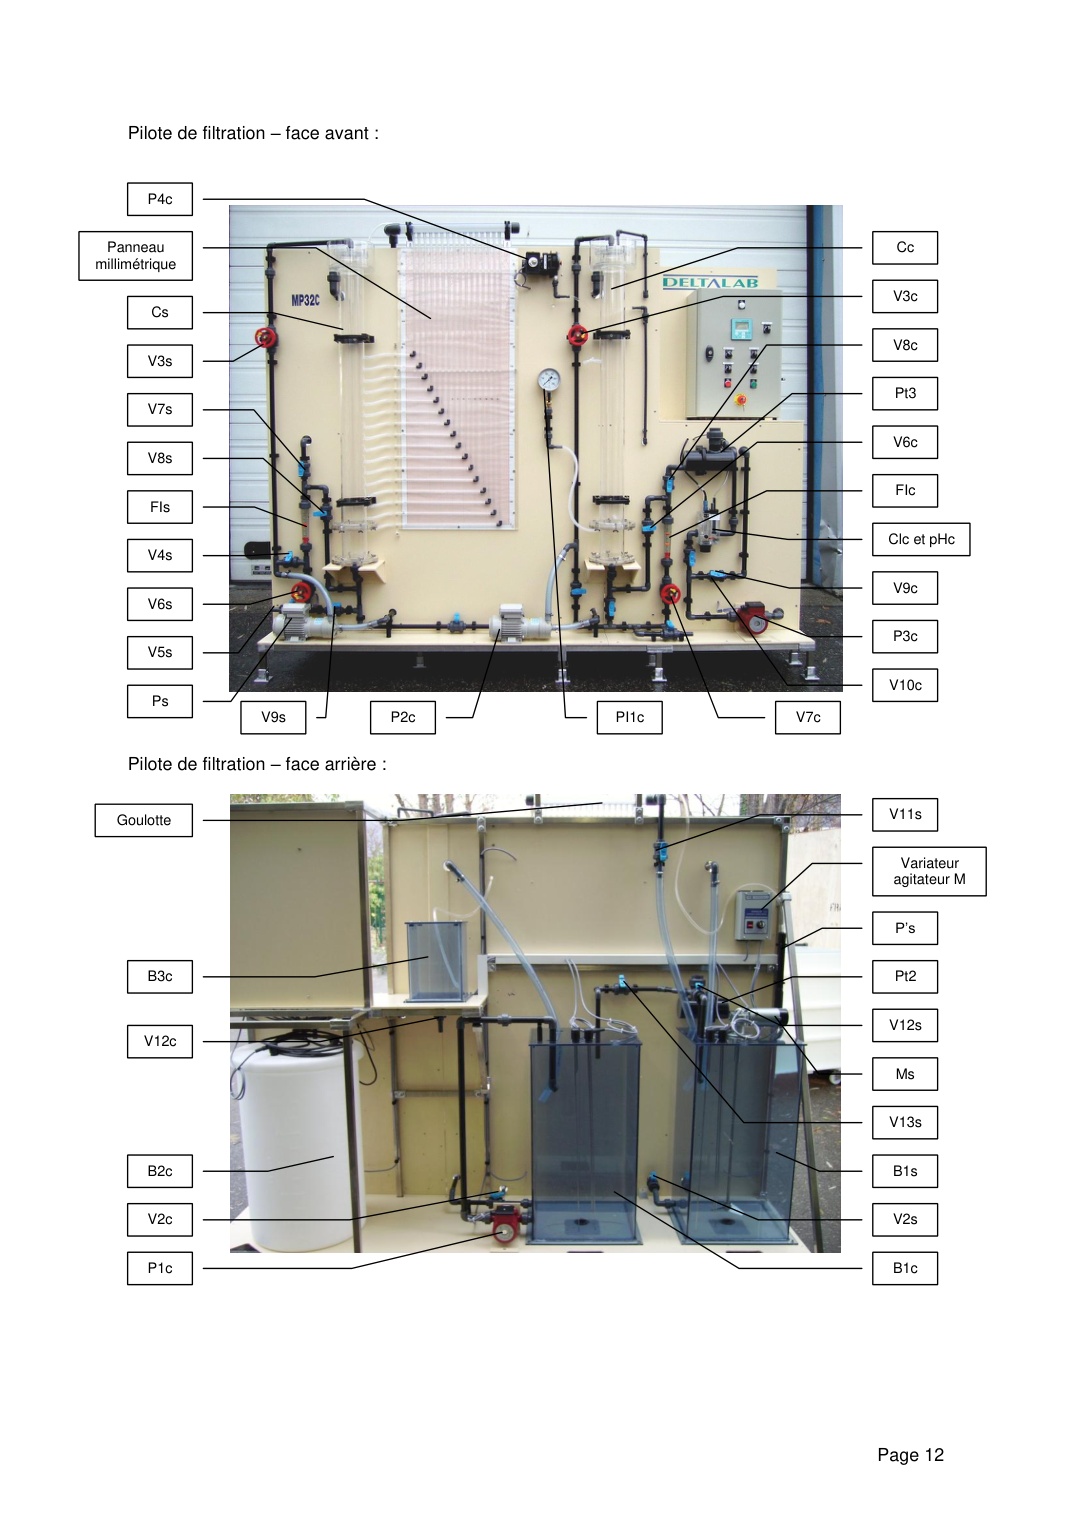 Pilote de filtration – face avant :
P4c
Panneau
millimétrique
Cs
V3s
V7s
V8s
FIs
V4s
V6s
V5s
Ps
V9s
P2c
PI1c
V7c
Cc
V3c
V8c
Pt3
V6c
FIc
Clc et pHc
V9c
P3c
V10c
MP32C
DELTALAB
Pilote de filtration – face arrière :
Goulotte
B3c
V12c
B2c
V2c
P1c
V11s
Variateur
agitateur M
P's
Pt2
V12s
Ms
V13s
B1s
V2s
B1c
Page 12